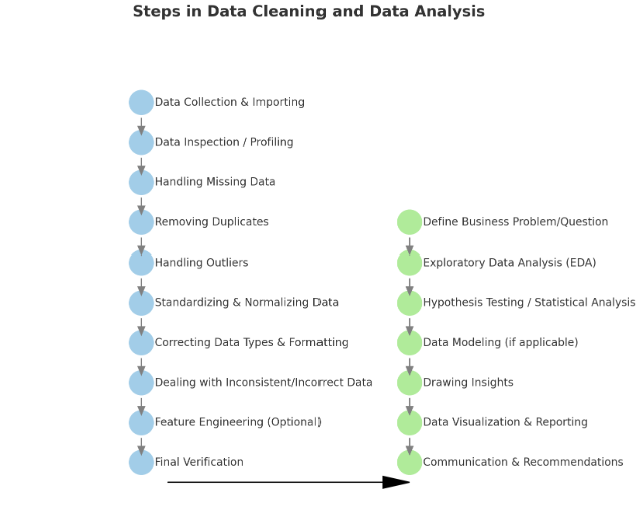 Steps in Data Cleaning and Data Analysis
Data Collection & Importing
Data Inspection / Profiling
Handling Missing Data
Removing Duplicates
Handling Outliers
Standardizing & Normalizing Data
Correcting Data Types & Formatting
Dealing with Inconsistent/Incorrect Data
Feature Engineering (Optional)
Final Verification
Define Business Problem/Question
Exploratory Data Analysis (EDA)
Hypothesis Testing / Statistical Analysis
Data Modeling (if applicable)
Drawing Insights
Data Visualization & Reporting
Communication & Recommendations